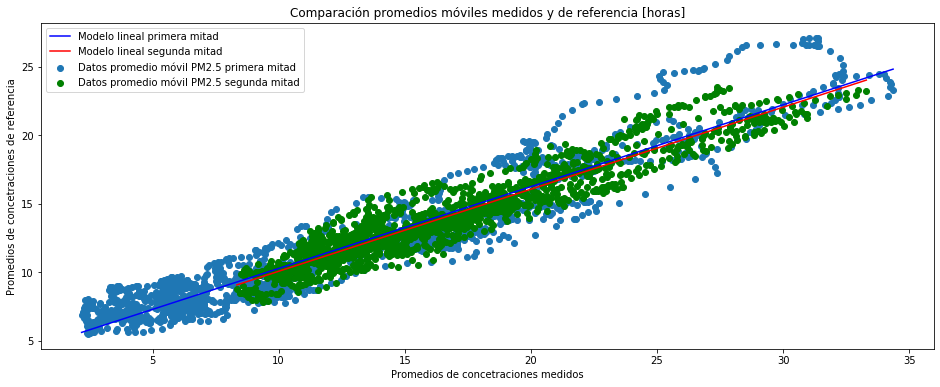 Comparación promedios móviles medidos y de referencia [horas]
Modelo lineal primera mitad
Modelo lineal segunda mitad
Datos promedio móvil PM2.5 primera mitad
Datos promedio móvil PM2.5 segunda mitad
Promedios de concetraciones de referencia
25
20
15
10
5
5
10
15
20
25
30
35
Promedios de concetraciones medidos